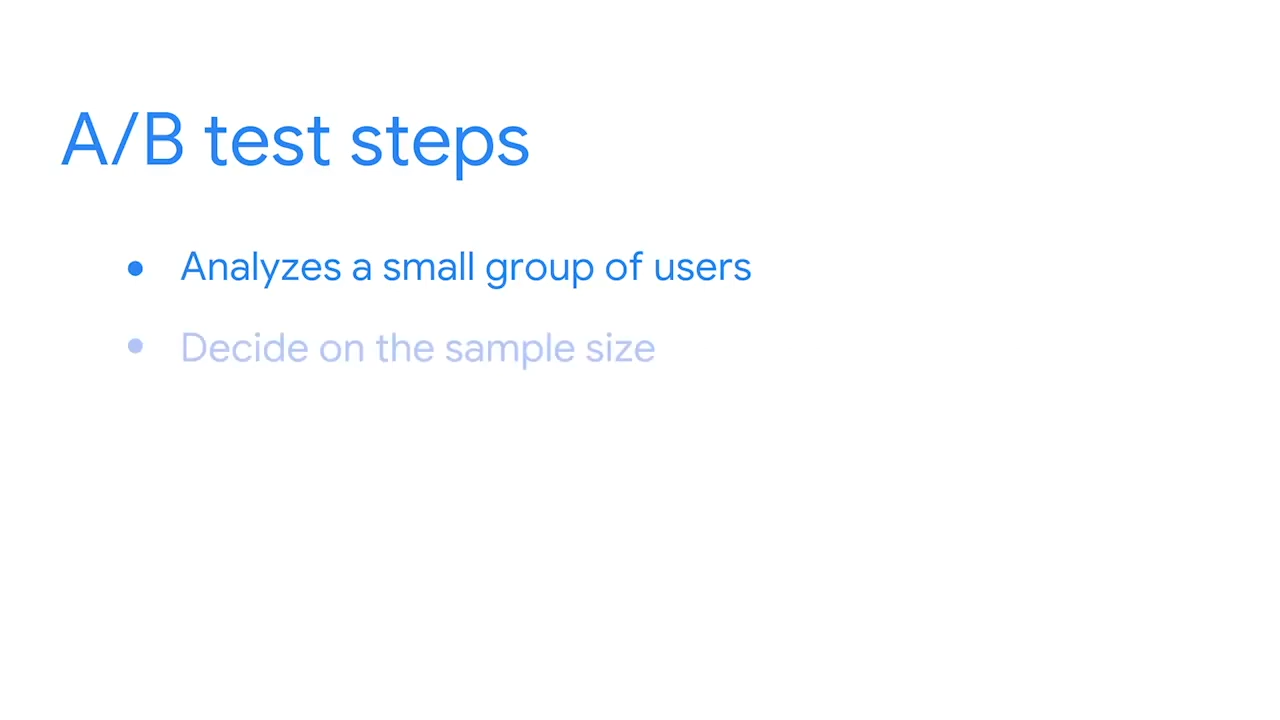 A/B test steps
• Analyzes a small group of users
• Decide on the sample size